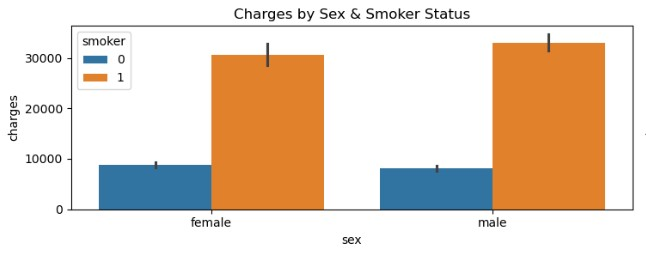 Charges by Sex & Smoker Status
smoker
0
1
30000
20000
10000
0
charges
female
male
sex